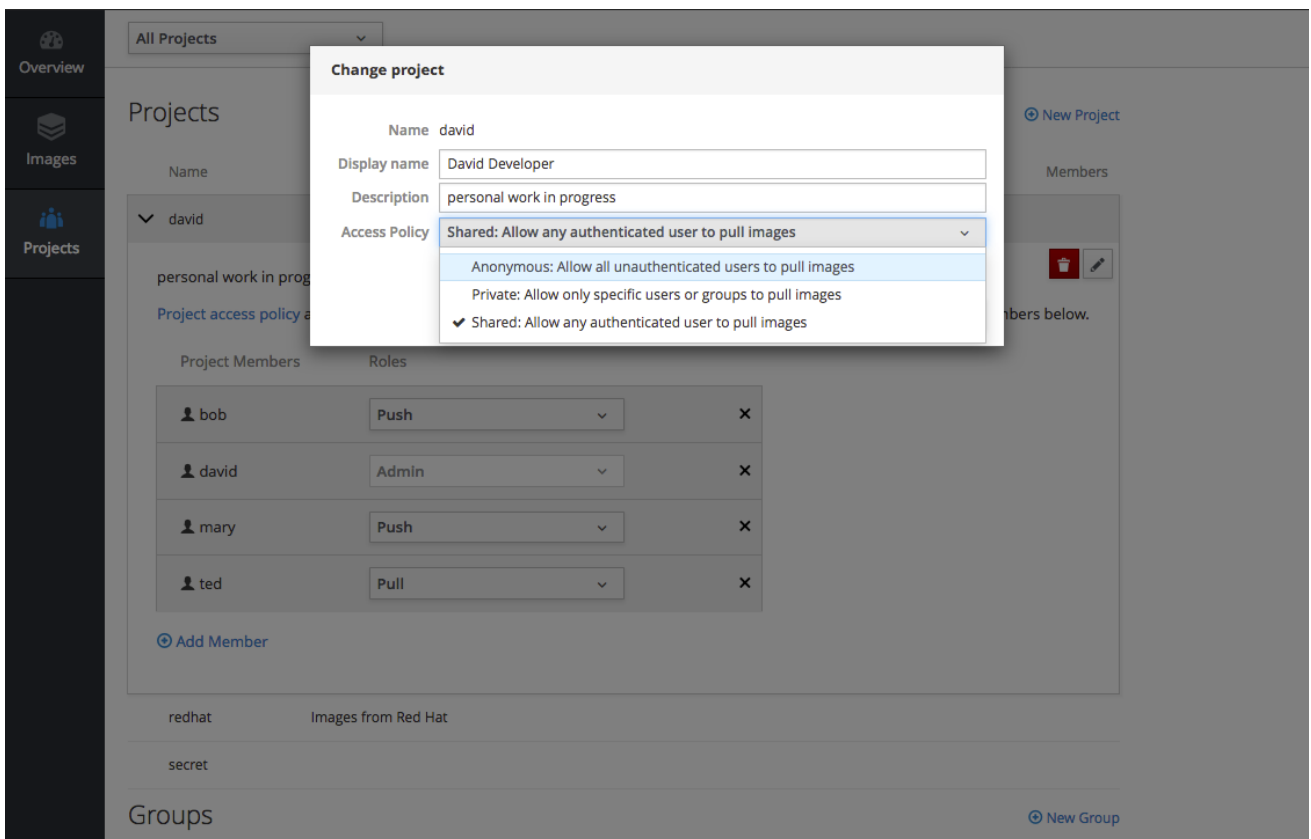 Overview
Images
Projects
All Projects
Projects
New Project
Name
Members
david
personal work in prog
Project access policy a
bers below.
Change project
Name david
Display name David Developer
Description personal work in progress
Access Policy Shared: Allow any authenticated user to pull images
Anonymous: Allow all unauthenticated users to pull images
Private: Allow only specific users or groups to pull images
Shared: Allow any authenticated user to pull images
Project Members Roles
bob Push
david Admin
mary Push
ted Pull
Add Member
redhat Images from Red Hat
secret
Groups
New Group